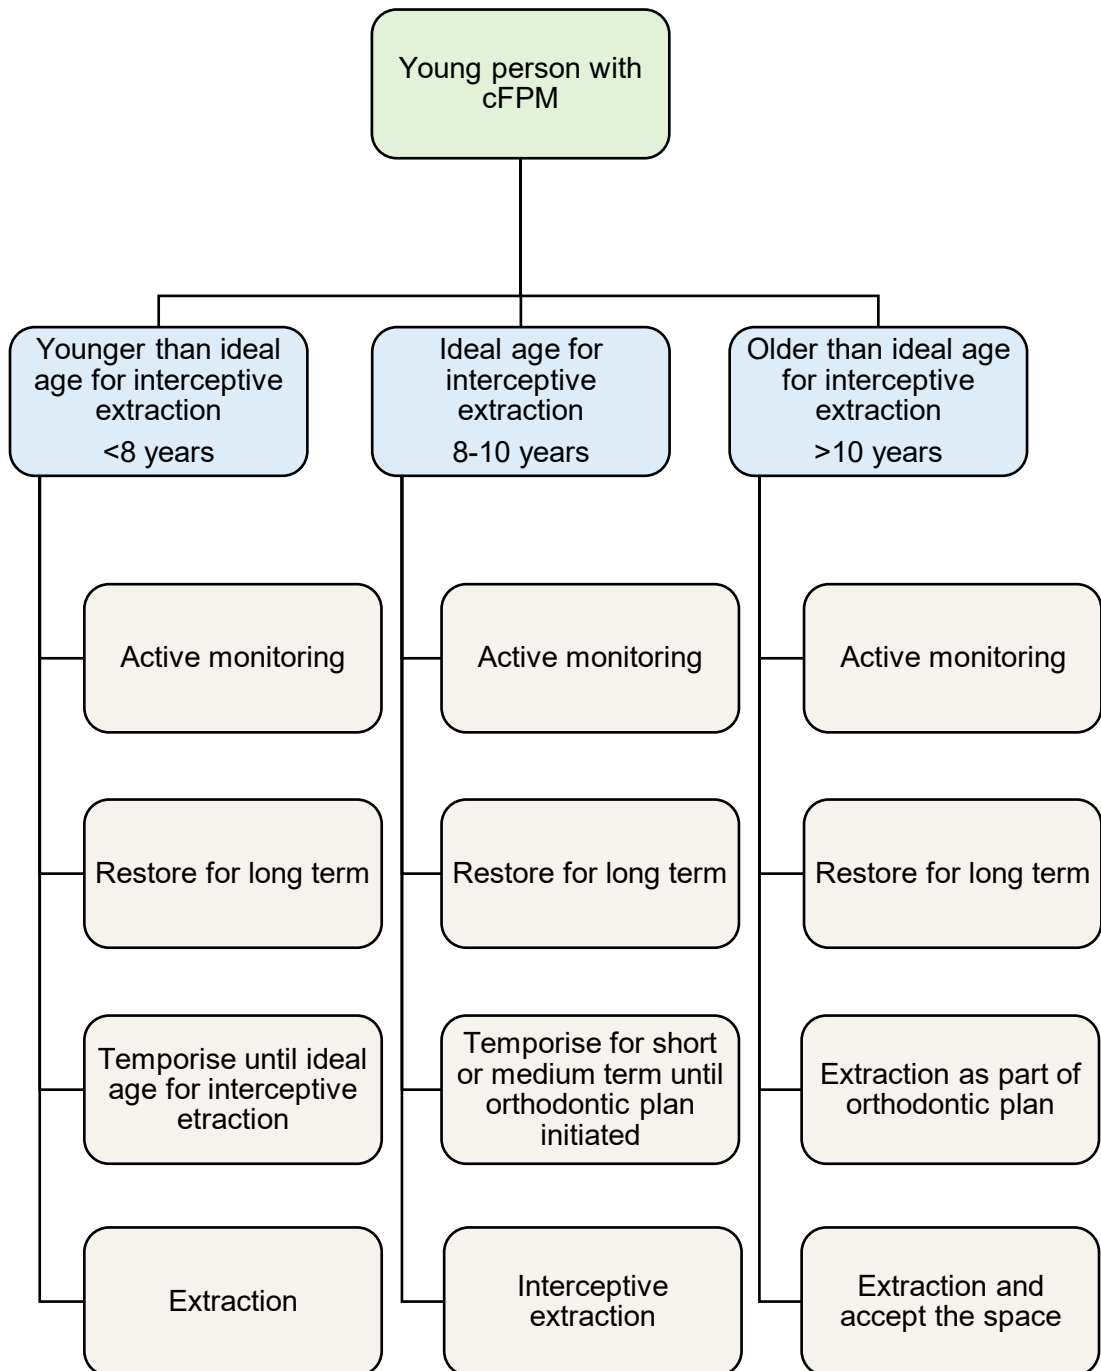 Young person with
cFPM
Younger than ideal
age for interceptive
extraction
<8 years
Ideal age for
interceptive
extraction
8-10 years
Older than ideal age
for interceptive
extraction
>10 years
Active monitoring
Active monitoring
Active monitoring
Restore for long term
Restore for long term
Restore for long term
Temporise until ideal
age for interceptive
etraction
Temporise for short
or medium term until
orthodontic plan
initiated
Extraction as part of
orthodontic plan
Extraction
Interceptive
extraction
Extraction and
accept the space